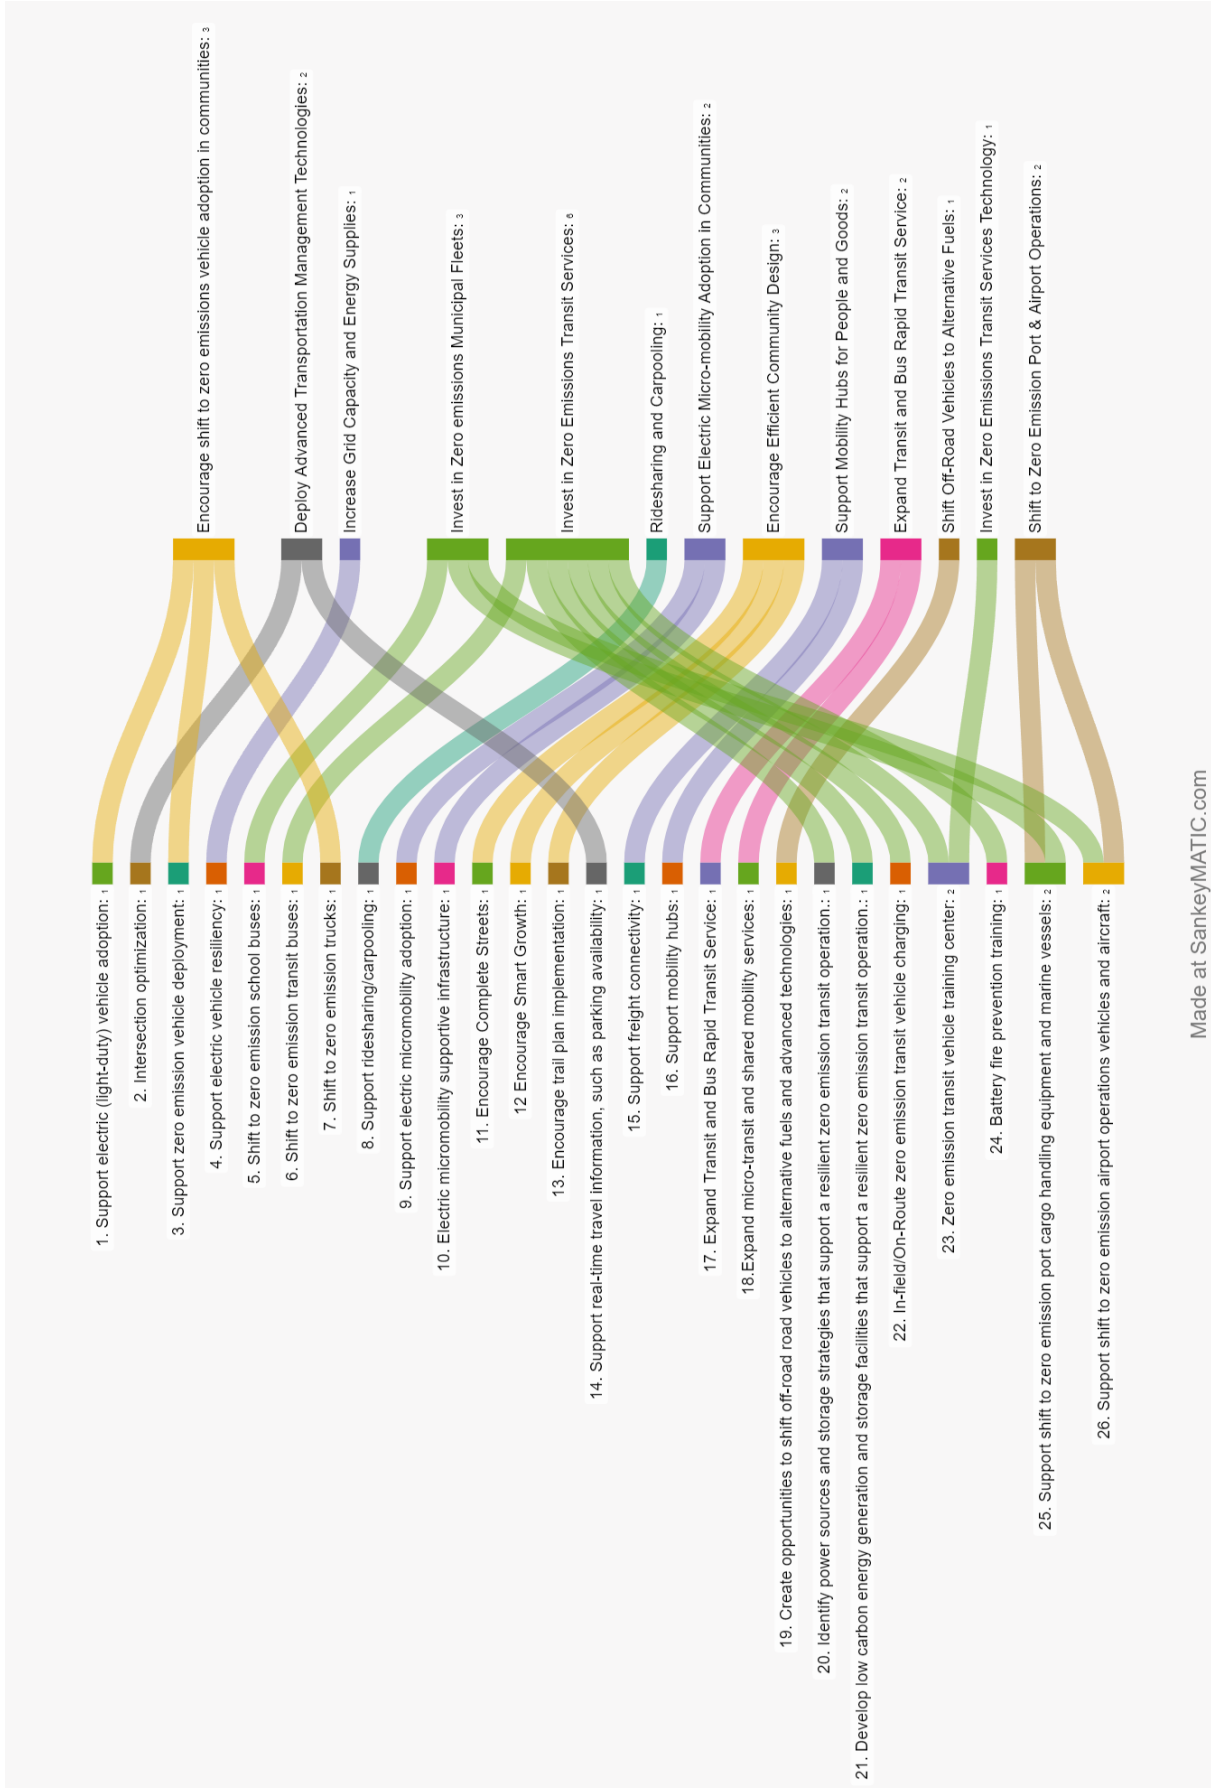 1. Support electric (light-duty) vehicle adoption: 1
2. Intersection optimization: 1
3. Support zero emission vehicle deployment: 1
4. Support electric vehicle resiliency: 1
5. Shift to zero emission school buses: 1
6. Shift to zero emission transit buses: 1
7. Shift to zero emission trucks: 1
8. Support ridesharing/carpooling: 1
9. Support electric micromobility adoption: 1
10. Electric micromobility supportive infrastructure: 1
11. Encourage Complete Streets: 1
12 Encourage Smart Growth: 1
13. Encourage trail plan implementation: 1
14. Support real-time travel information, such as parking availability: 1
15. Support freight connectivity: 1
16. Support mobility hubs: 1
17. Expand Transit and Bus Rapid Transit Service: 1
18.Expand micro-transit and shared mobility services: 1
19. Create opportunities to shift off-road road vehicles to alternative fuels and advanced technologies: 1
20. Identify power sources and storage strategies that support a resilient zero emission transit operation.: 1
21. Develop low carbon energy generation and storage facilities that support a resilient zero emission transit operation.: 1
22. In-field/On-Route zero emission transit vehicle charging: 1
23. Zero emission transit vehicle training center: 2
24. Battery fire prevention training: 1
25. Support shift to zero emission port cargo handling equipment and marine vessels: 2
26. Support shift to zero emission airport operations vehicles and aircraft: 2
Encourage shift to zero emissions vehicle adoption in communities: 3
Deploy Advanced Transportation Management Technologies: 2
Increase Grid Capacity and Energy Supplies: 1
Invest in Zero emissions Municipal Fleets: 3
Invest in Zero Emissions Transit Services: 6
Ridesharing and Carpooling: 1
Support Electric Micro-mobility Adoption in Communities: 2
Encourage Efficient Community Design: 3
Support Mobility Hubs for People and Goods: 2
Expand Transit and Bus Rapid Transit Service: 2
Shift Off-Road Vehicles to Alternative Fuels: 1
Invest in Zero Emissions Transit Services Technology: 1
Shift to Zero Emission Port & Airport Operations: 2
Made at SankeyMATIC.com